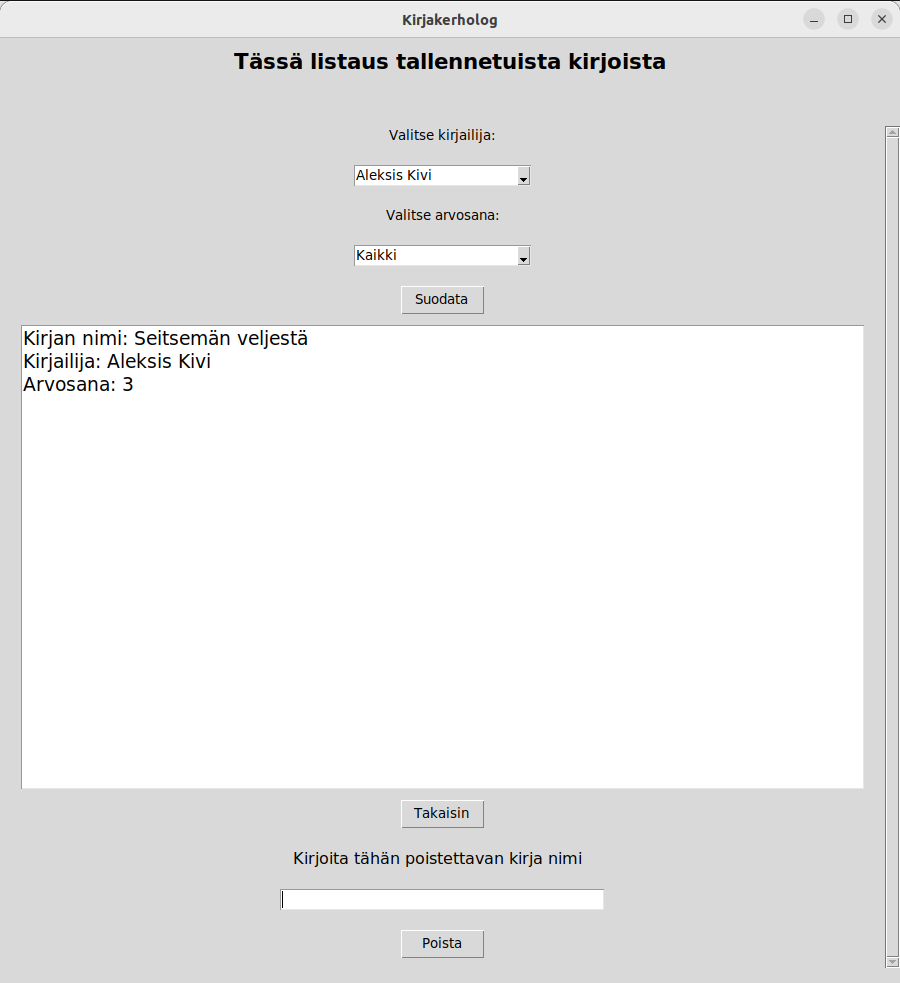 Kirjakerholog
Tässä listaus tallennetuista kirjoista
Valitse kirjailija:
Aleksis Kivi
Valitse arvosana:
Kaikki
Suodata
Kirjan nimi: Seitsemän veljestä
Kirjailija: Aleksis Kivi
Arvosana: 3
Takaisin
Kirjoita tähän poistettavan kirja nimi
Poista